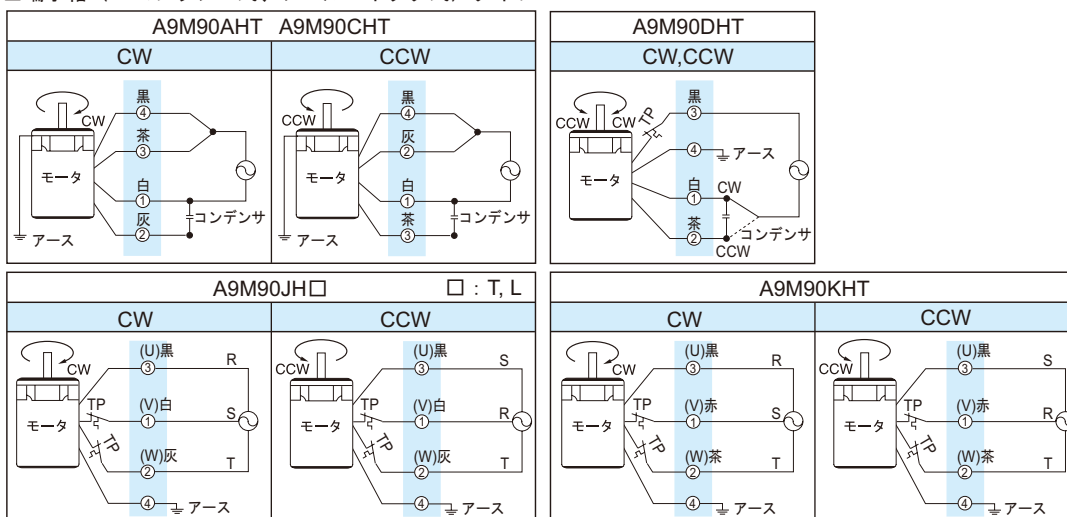 A9M90AHT A9M90CHT
CW CCW
CW
モータ
アース
黒
④
茶
③
白
①
灰
②
コンデンサ
CCW
モータ
アース
黒
④
灰
②
白
①
茶
③
コンデンサ
A9M90DHT
CW,CCW
CCW CW
TP
モータ
黒
③
④
アース
白
①
CW
茶
②
CCW
コンデンサ
A9M90JH□ □：T, L
CW CCW
CW
モータ
TP
TP
(U)黒
③
R
(V)白
①
S
(W)灰
②
T
④
アース
CCW
モータ
TP
TP
(U)黒
③
S
(V)白
①
R
(W)灰
②
T
④
アース
A9M90KHT
CW CCW
CW
モータ
TP
TP
(U)黒
③
R
(V)赤
①
S
(W)茶
②
T
④
アース
CCW
モータ
TP
TP
(U)黒
③
S
(V)赤
①
R
(W)茶
②
T
④
アース